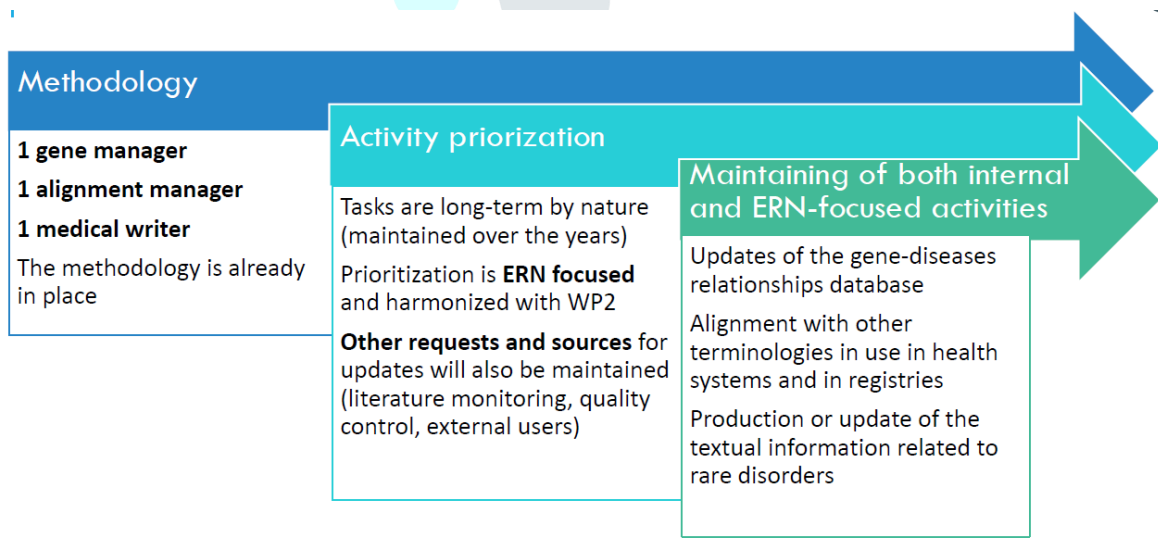 Methodology
1 gene manager
1 alignment manager
1 medical writer
The methodology is already
in place
Activity priorization
Tasks are long-term by nature
(maintained over the years)
Prioritization is ERN focused
and harmonized with WP2
Other requests and sources for
updates will also be maintained
(literature monitoring, quality
control, external users)
Maintaining of both internal
and ERN-focused activities
Updates of the gene-diseases
relationships database
Alignment with other
terminologies in use in health
systems and in registries
Production or update of the
textual information related to
rare disorders